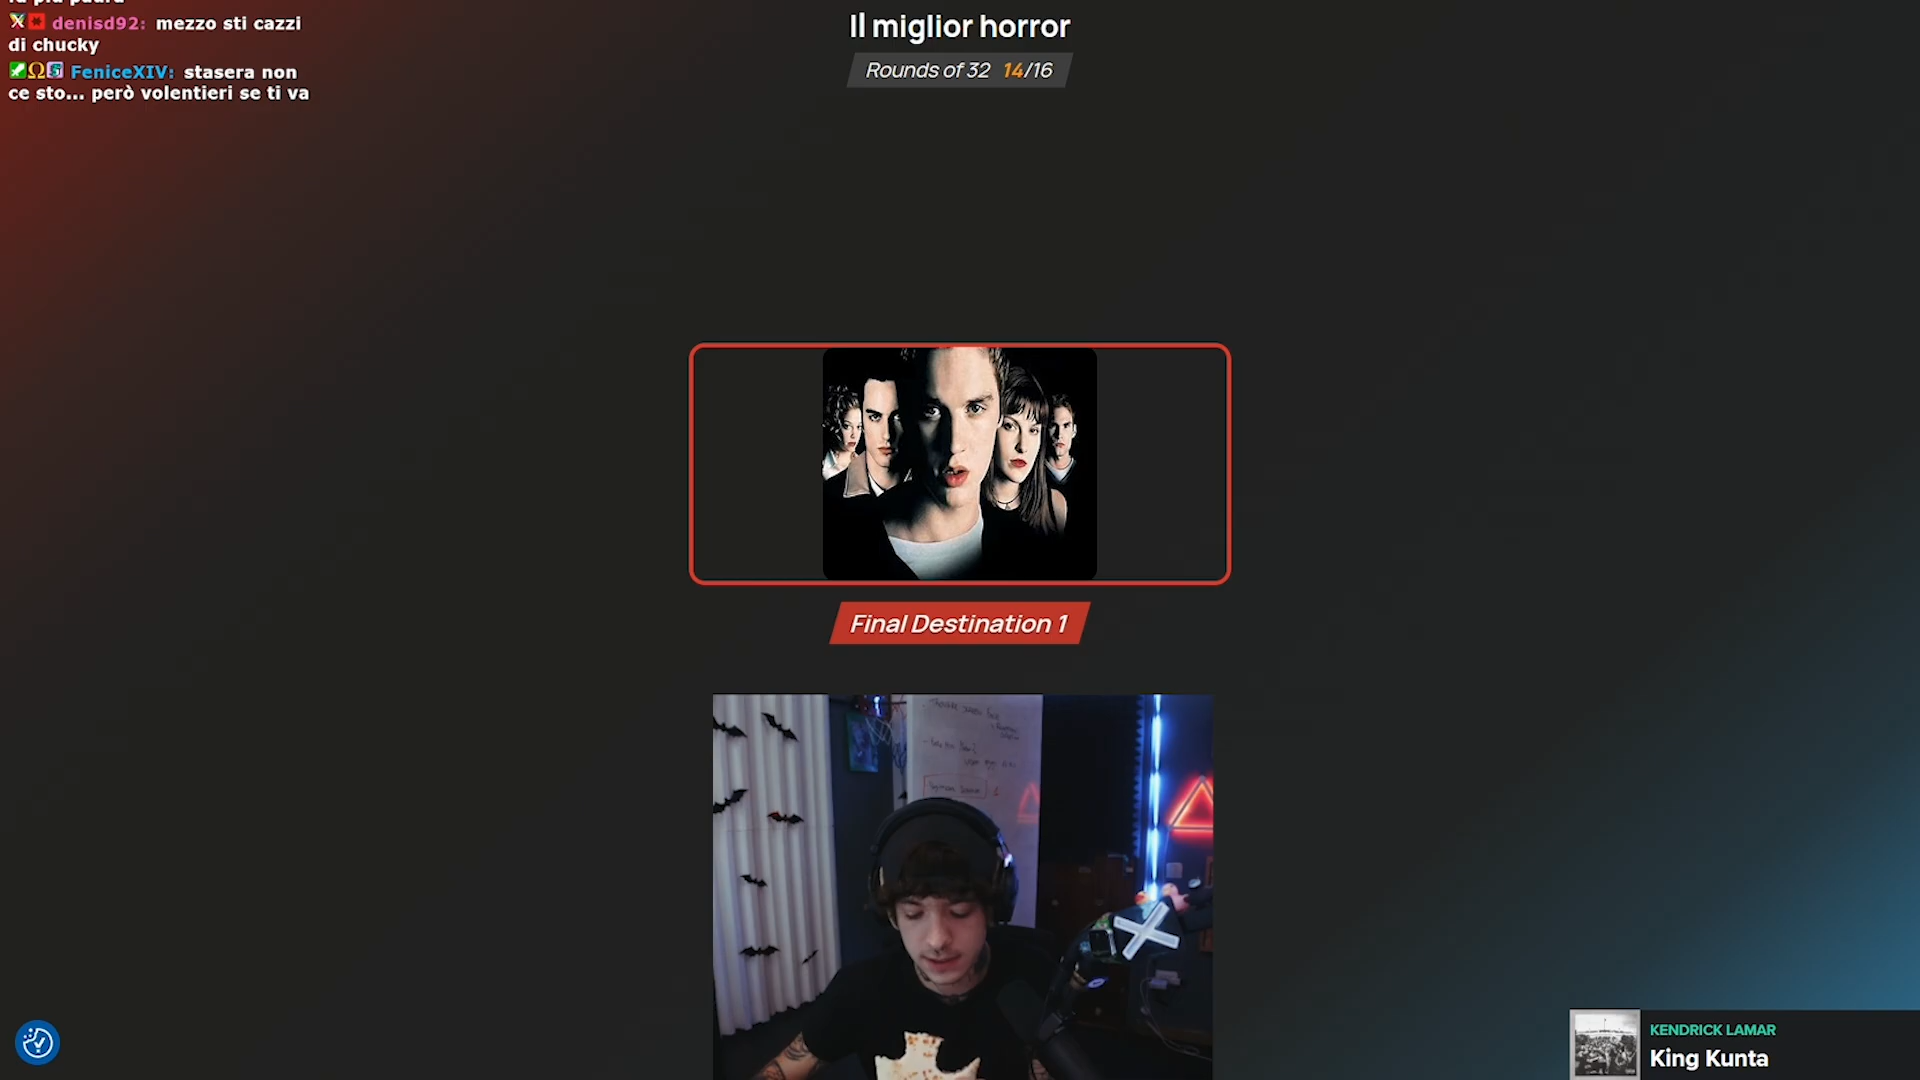 denisd92: mezzo sti cazzi
di chucky
FeniceXIV: stasera non
ce sto... però volentieri se ti va
Il miglior horror
Rounds of 32 14/16
Final Destination 1
KENDRICK LAMAR
King Kunta